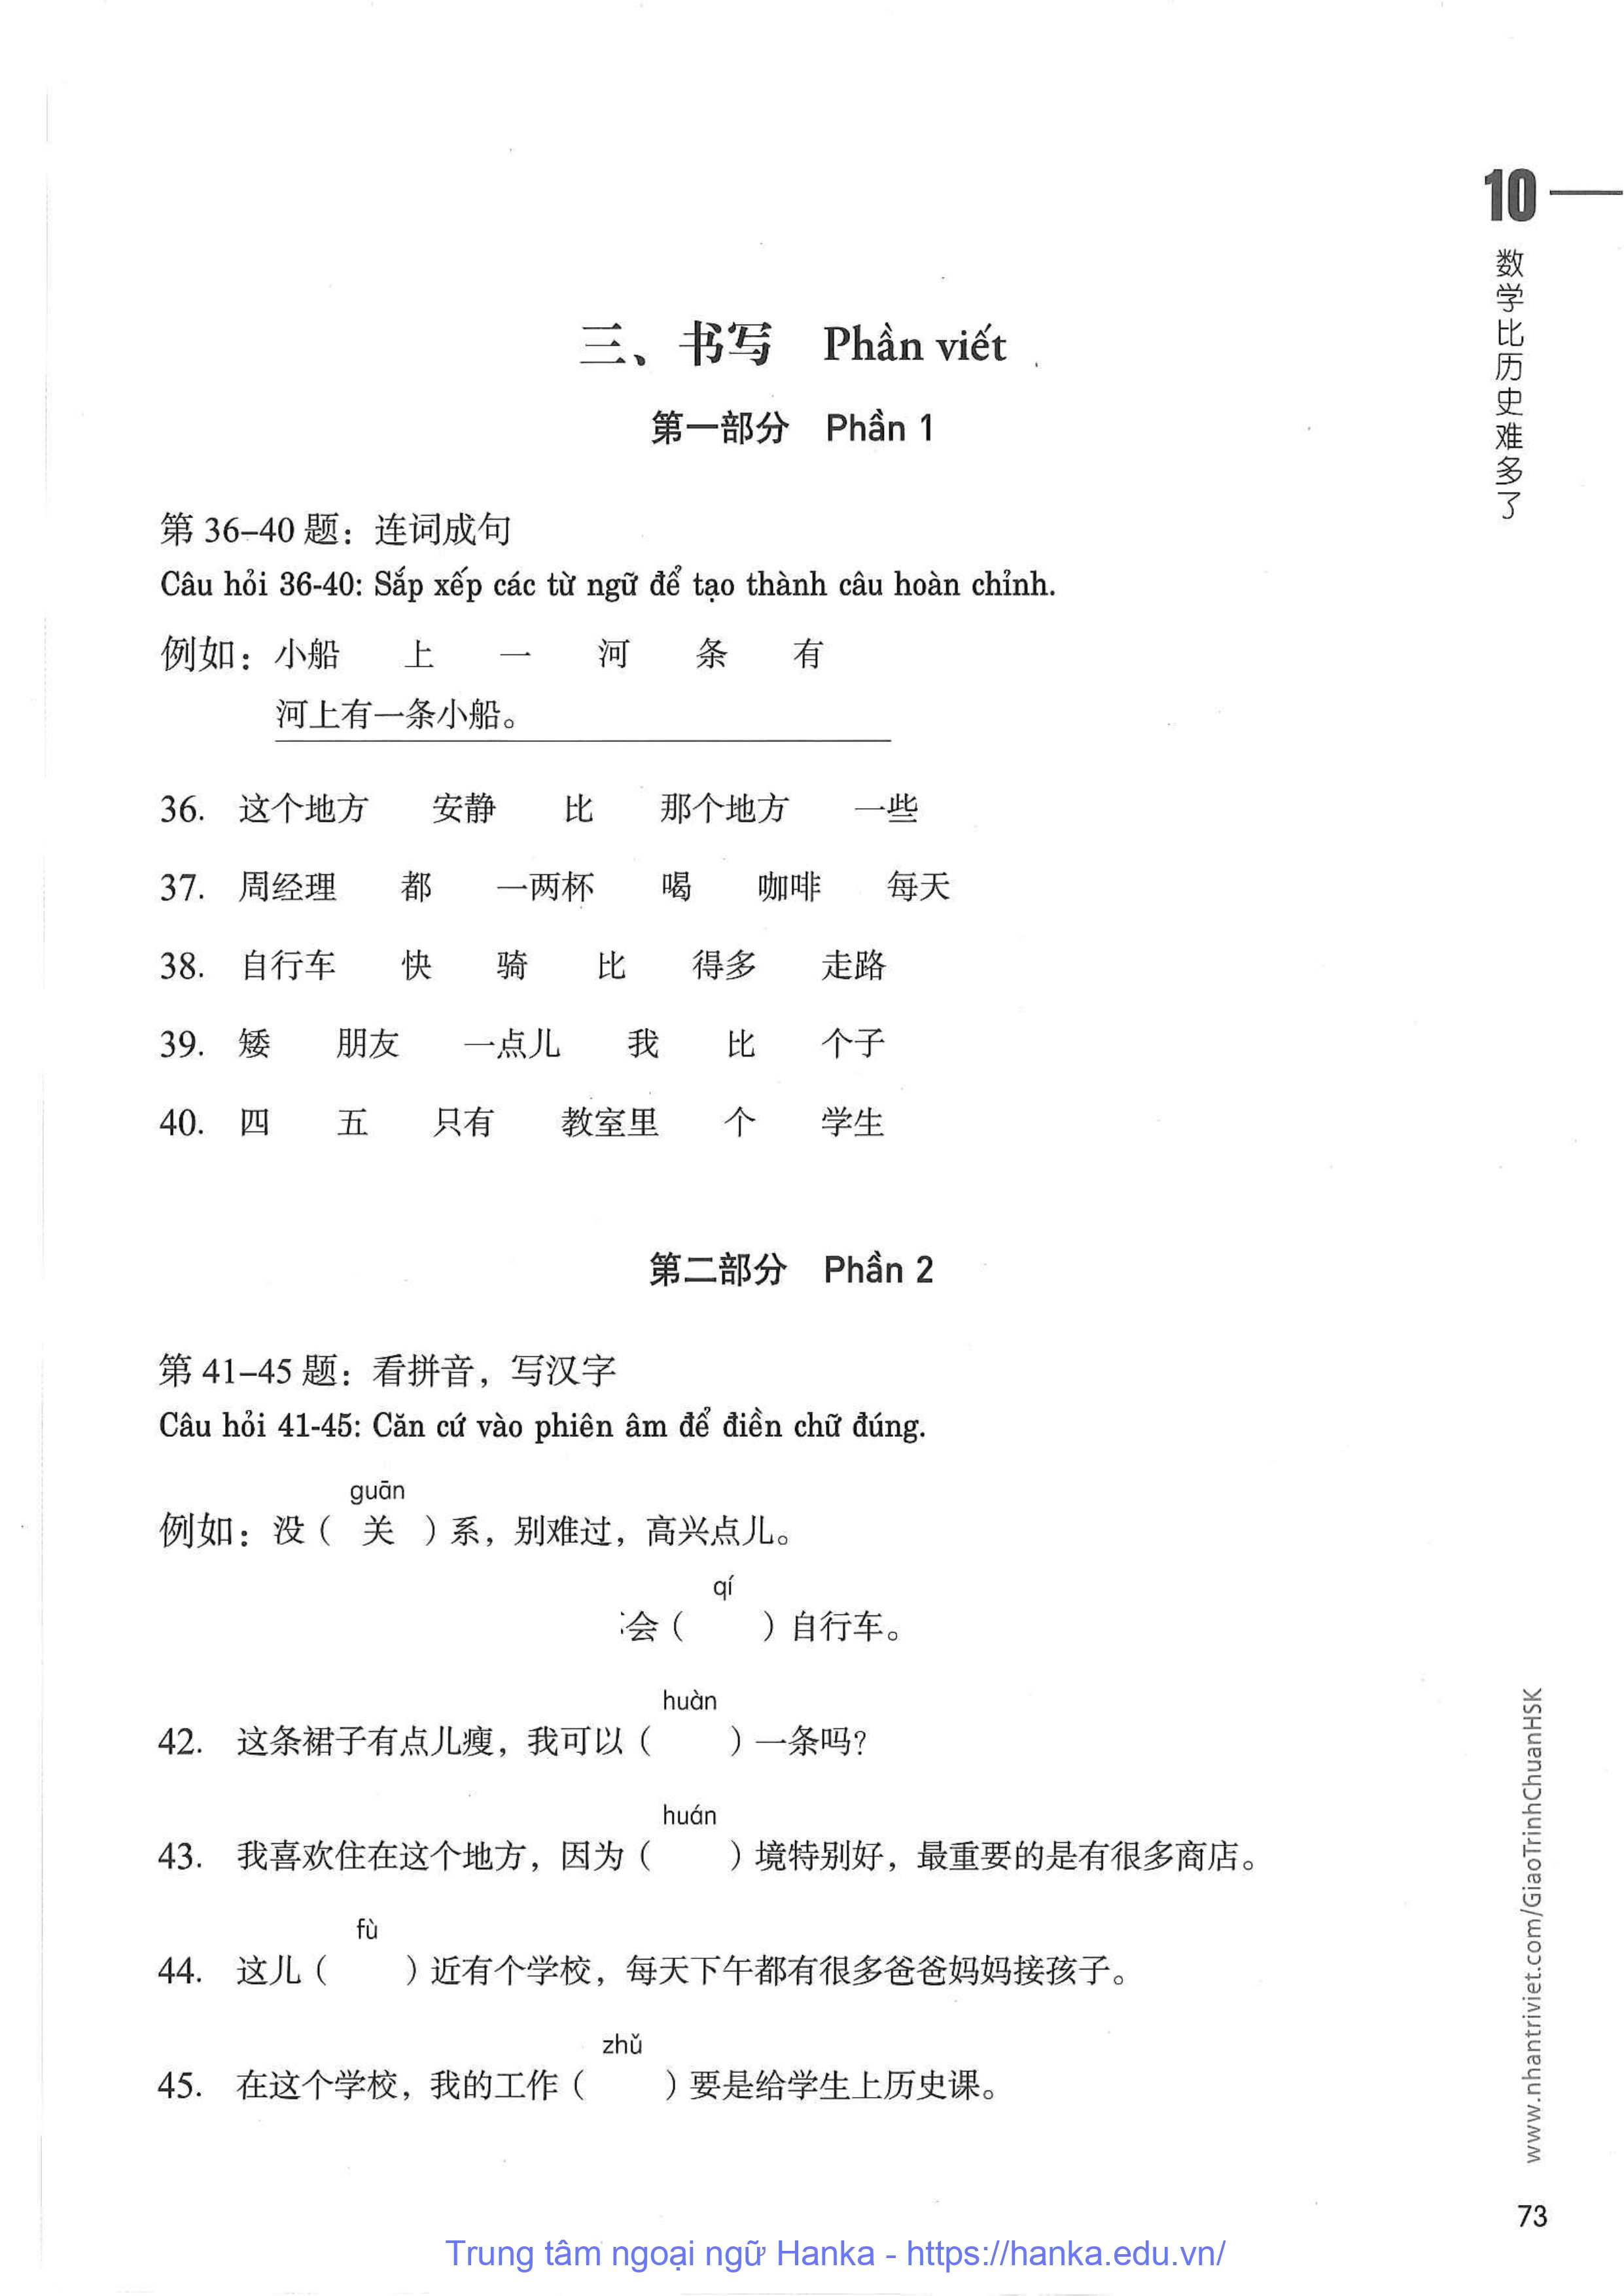 10
数学比历史难多了
三、书写 Phần viết
第一部分 Phần 1
第 36–40 题：连词成句
Câu hỏi 36-40: Sắp xếp các từ ngữ để tạo thành câu hoàn chỉnh.
例如：小船 上 一 河 条 有
河上有一条小船。
36. 这个地方 安静 比 那个地方 一些
37. 周经理 都 一两杯 喝 咖啡 每天
38. 自行车 快 骑 比 得多 走路
39. 矮 朋友 一点儿 我 比 个子
40. 四 五 只有 教室里 个 学生
第二部分 Phần 2
第 41–45 题：看拼音，写汉字
Câu hỏi 41-45: Căn cứ vào phiên âm để điền chữ đúng.
guān
例如：没（ 关 ）系，别难过，高兴点儿。
qí
会（ ）自行车。
huàn
42. 这条裙子有点儿瘦，我可以（ ）一条吗？
huán
43. 我喜欢住在这个地方，因为（ ）境特别好，最重要的是有很多商店。
fù
44. 这儿（ ）近有个学校，每天下午都有很多爸爸妈妈接孩子。
zhǔ
45. 在这个学校，我的工作（ ）要是给学生上历史课。
www.nhantriviet.com/GiaoTrinhChuanHSK
73
Trung tâm ngoại ngữ Hanka - https://hanka.edu.vn/